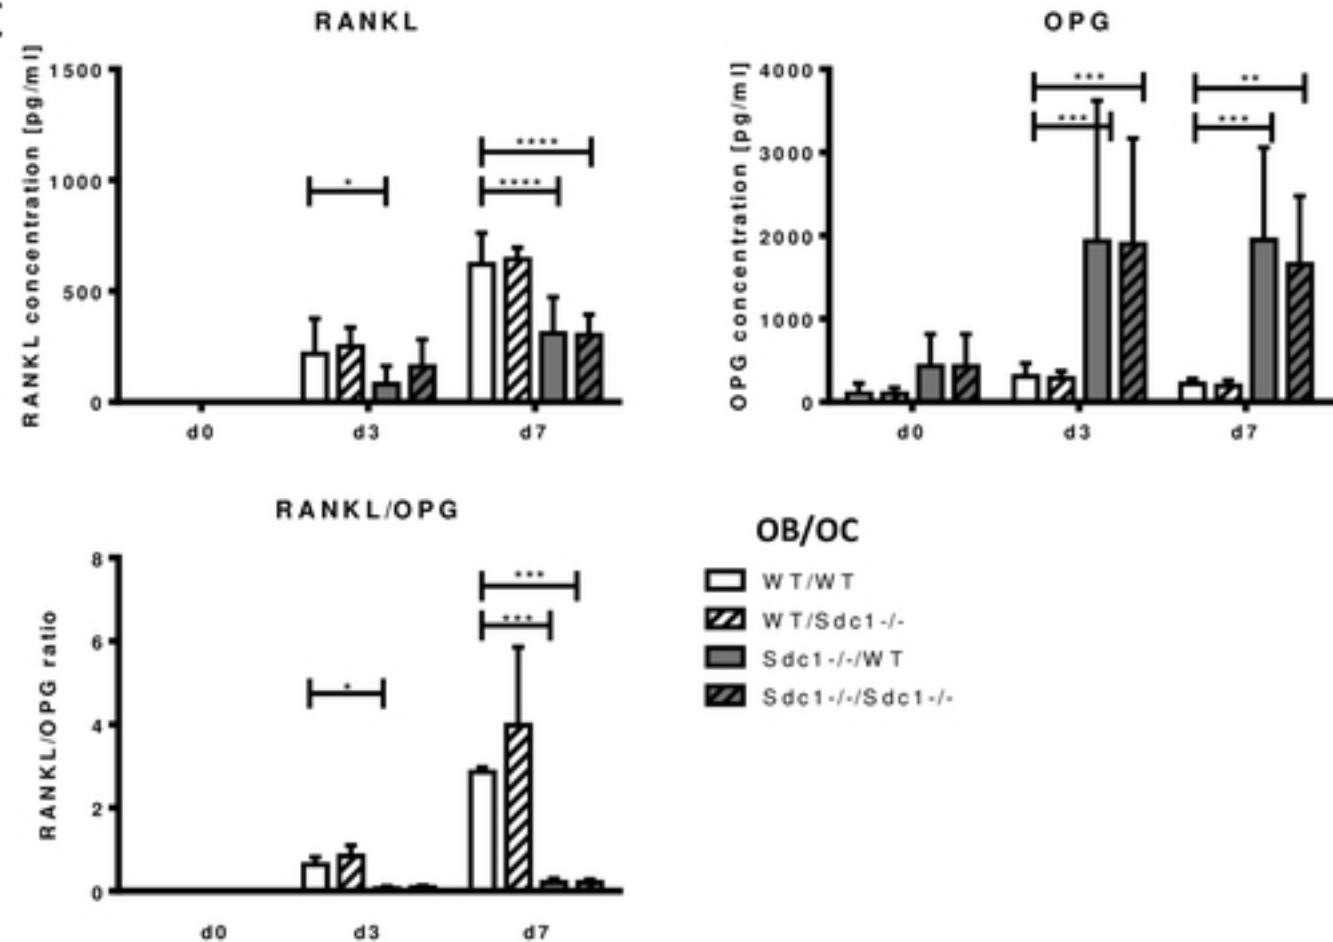 RANKL
RANKL concentration [pg/ml]
1500
1000
500
0
*
****
****
d0
d3
d7
OPG
OPG concentration [pg/ml]
4000
3000
2000
1000
0
***
***
**
***
d0
d3
d7
RANKL/OPG
RANKL/OPG ratio
8
6
4
2
0
*
***
***
d0
d3
d7
OB/OC
WT/WT
WT/Sdc1-/-
Sdc1-/-/WT
Sdc1-/-/Sdc1-/-